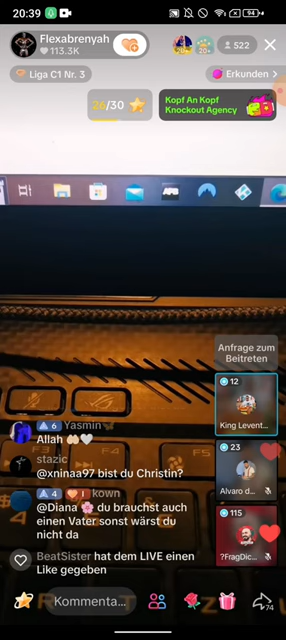 20:39
94
Flexabrenyah
113.3K
20+
522
Liga C1 Nr. 3
Erkunden >
26/30
Kopf An Kopf
Knockout Agency
Anfrage zum
Beitreten
12
King Levent...
6 Yasmin
Allah
stazic
@xninaa97 bist du Christin?
23
Alvaro d...
4 1 kown
@Diana 🌸 du brauchst auch
einen Vater sonst wärst du
nicht da
115
?FragDic...
BeatSister hat dem LIVE einen
Like gegeben
Kommenta...
74